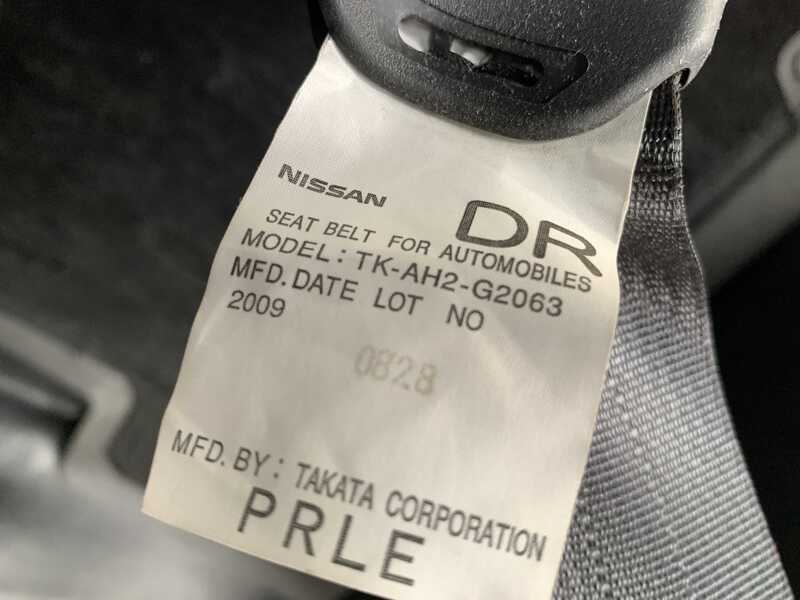 NISSAN
DR
SEAT BELT FOR AUTOMOBILES
MODEL: TK-AH2-G2063
MFD. DATE LOT NO
2009
0828
MFD. BY: TAKATA CORPORATION
PRLE